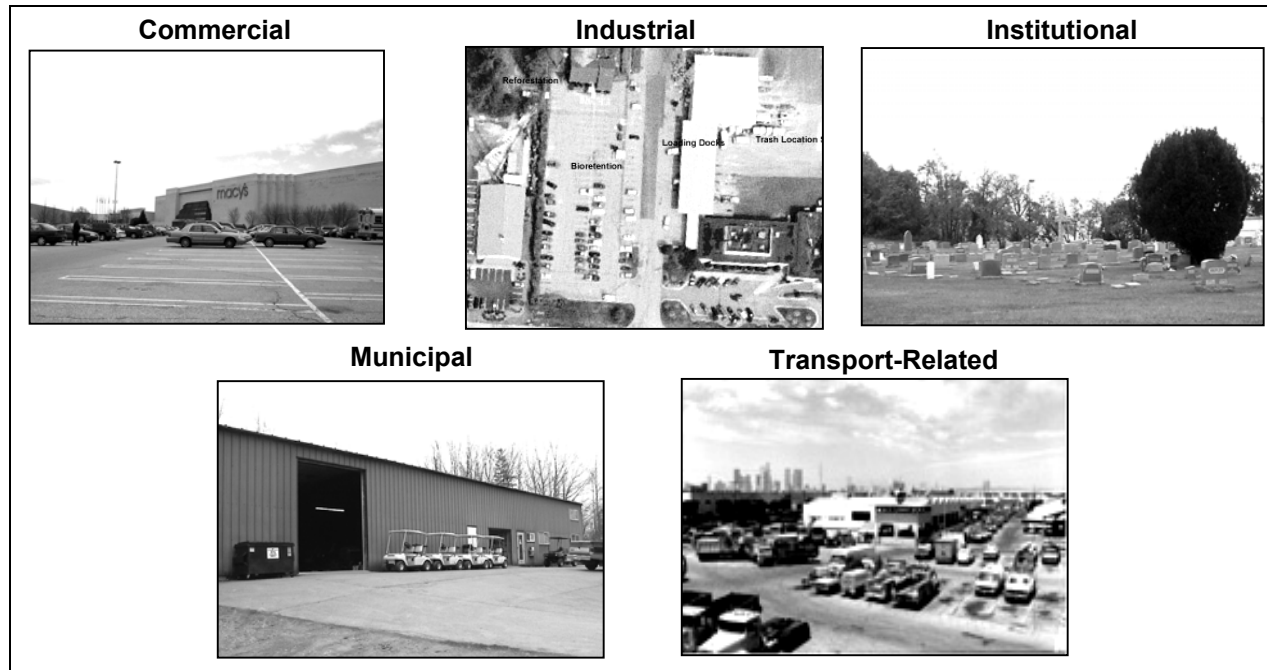 Commercial
Industrial
Institutional
macy's
Reforestation
Loading Docks
Trash Location
Bioretention
Municipal
Transport-Related